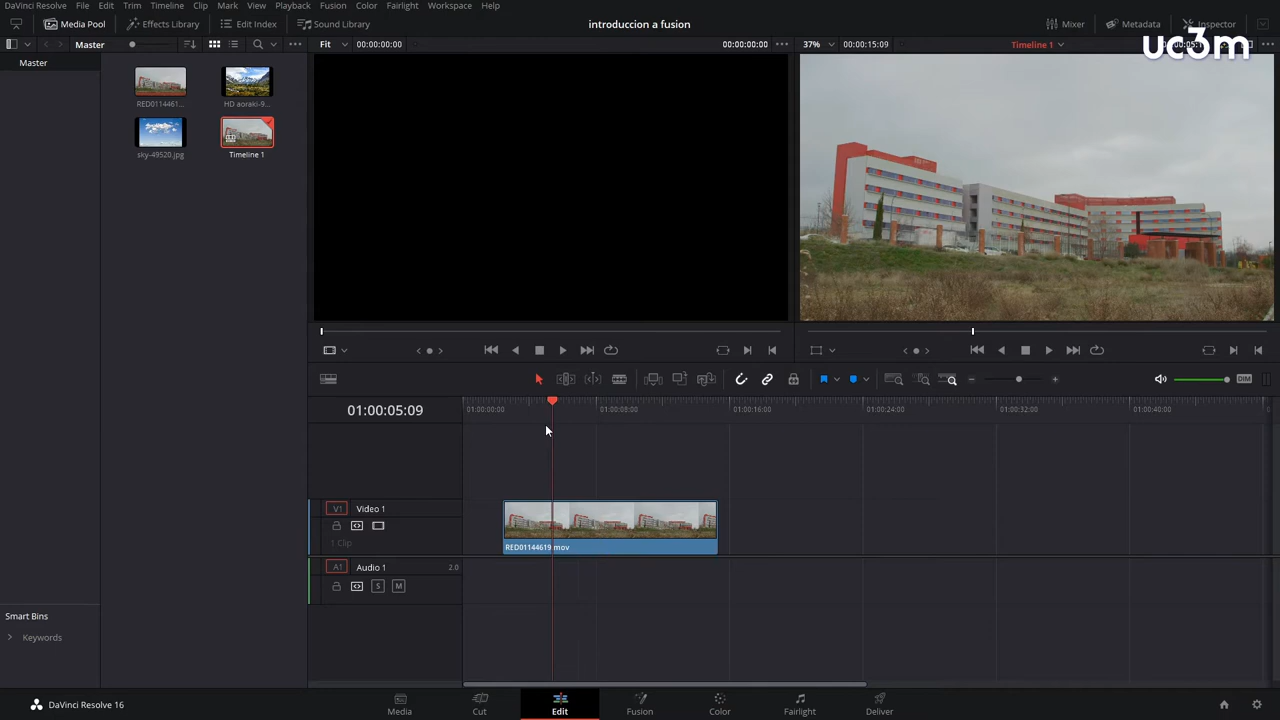 DaVinci Resolve File Edit Trim Timeline Clip Mark View Playback Fusion Color Fairlight Workspace Help
Media Pool Effects Library Edit Index Sound Library introduccion a fusion Mixer Metadata Inspector
uc3m
Master Fit 00:00:00:00 00:00:00:00 37% 00:00:15:09 Timeline 1
Master
RED0114461... HD aoraki-9...
sky-49520.jpg Timeline 1
DIM
01:00:05:09 01:00:00:00 01:00:08:00 01:00:16:00 01:00:24:00 01:00:32:00 01:00:40:00
V1 Video 1
1 Clip
RED01144619.mov
A1 Audio 1 2.0
S M
Smart Bins
Keywords
DaVinci Resolve 16 Media Cut Edit Fusion Color Fairlight Deliver